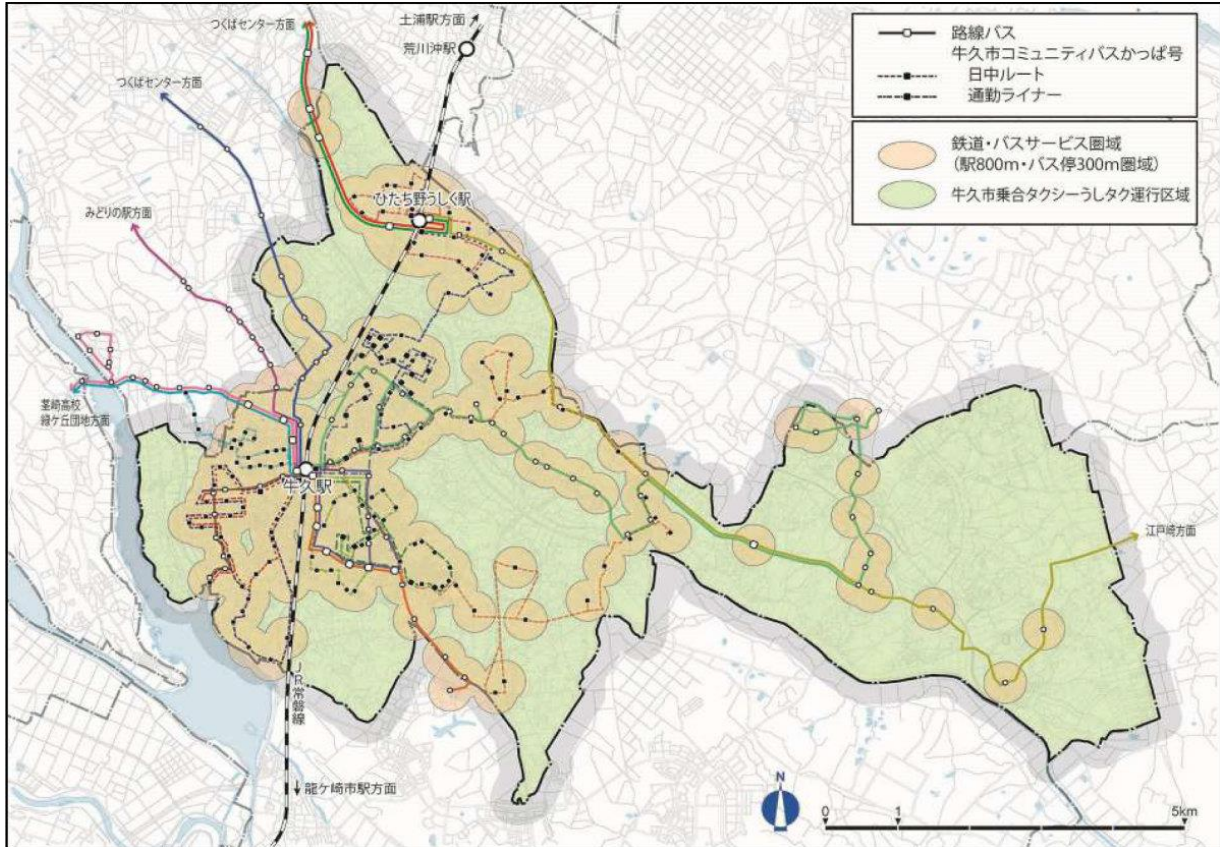 つくばセンター方面
土浦駅方面
荒川沖駅
つくばセンター方面
みどりの駅方面
ひたち野うしく駅
茎崎高校
緑ケ丘団地方面
牛久駅
江戸崎方面
JR常磐線
龍ケ崎市駅方面
路線バス
牛久市コミュニティバスかっぱ号
日中ルート
通勤ライナー
鉄道・バスサービス圏域
(駅800m・バス停300m圏域)
牛久市乗合タクシーうしタク運行区域
N
0 1 5km